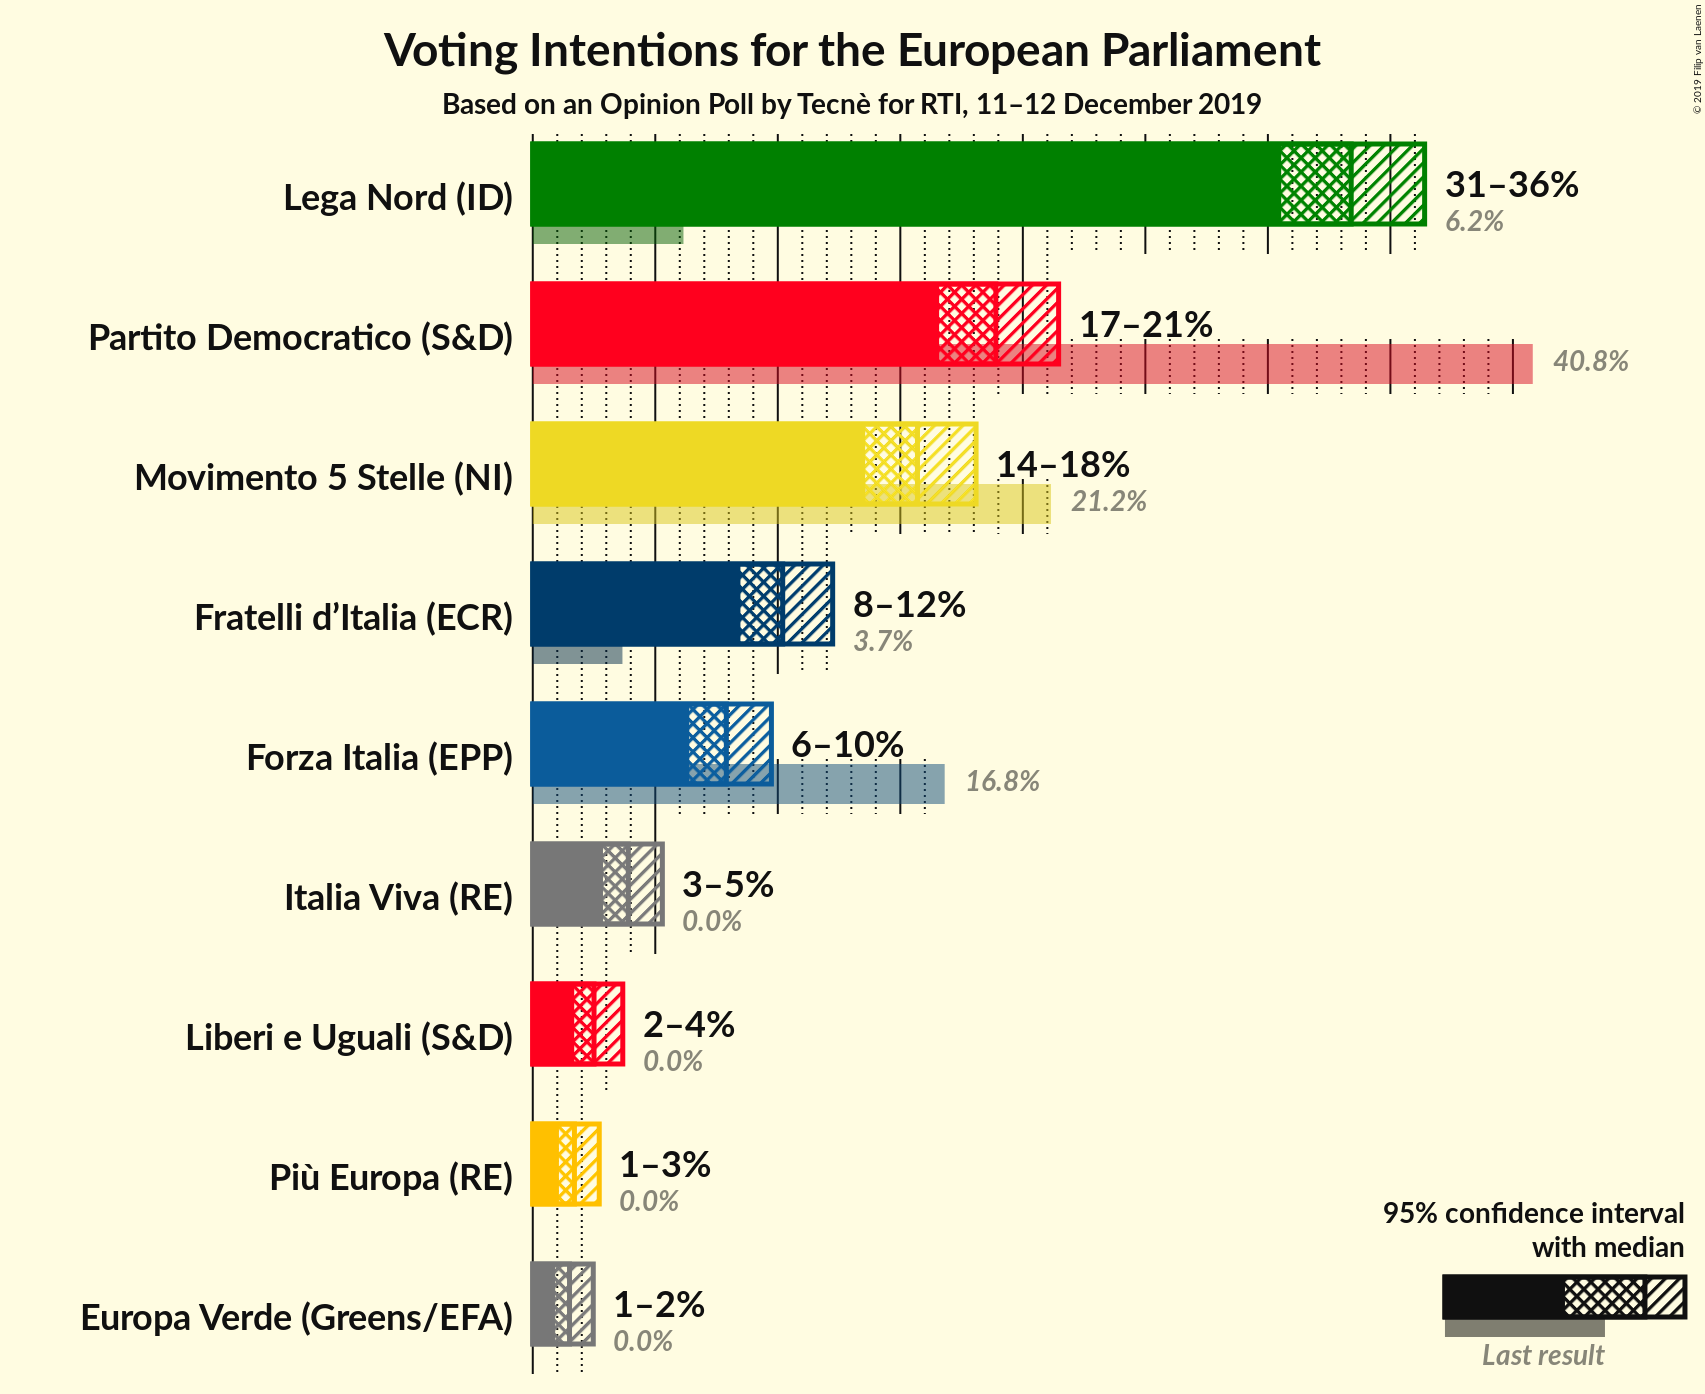 Voting Intentions for the European Parliament
Based on an Opinion Poll by Tecnè for RTI, 11–12 December 2019
© 2019 Filip van Laenen
Lega Nord (ID)
31–36%
6.2%
Partito Democratico (S&D)
17–21%
40.8%
Movimento 5 Stelle (NI)
14–18%
21.2%
Fratelli d’Italia (ECR)
8–12%
3.7%
Forza Italia (EPP)
6–10%
16.8%
Italia Viva (RE)
3–5%
0.0%
Liberi e Uguali (S&D)
2–4%
0.0%
Più Europa (RE)
1–3%
0.0%
Europa Verde (Greens/EFA)
1–2%
0.0%
95% confidence interval
with median
Last result